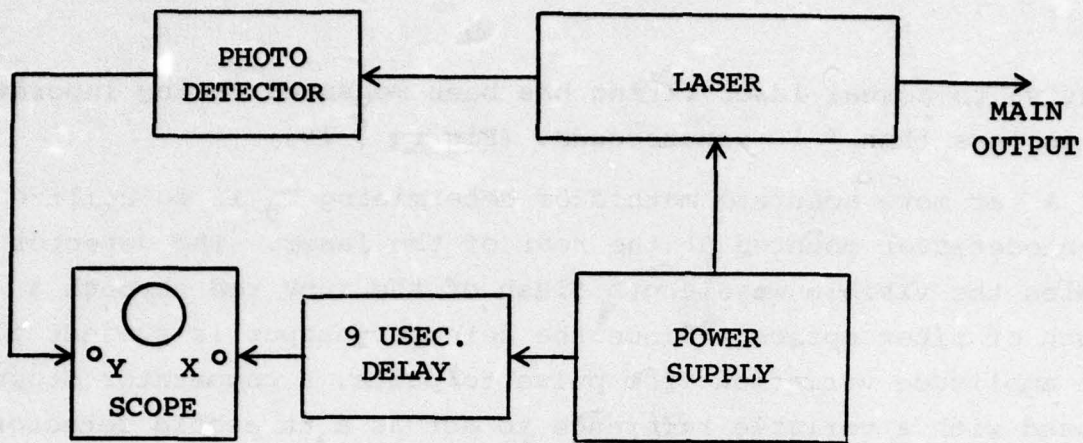 PHOTO
DETECTOR
LASER
MAIN
OUTPUT
Y X
SCOPE
9 USEC.
DELAY
POWER
SUPPLY